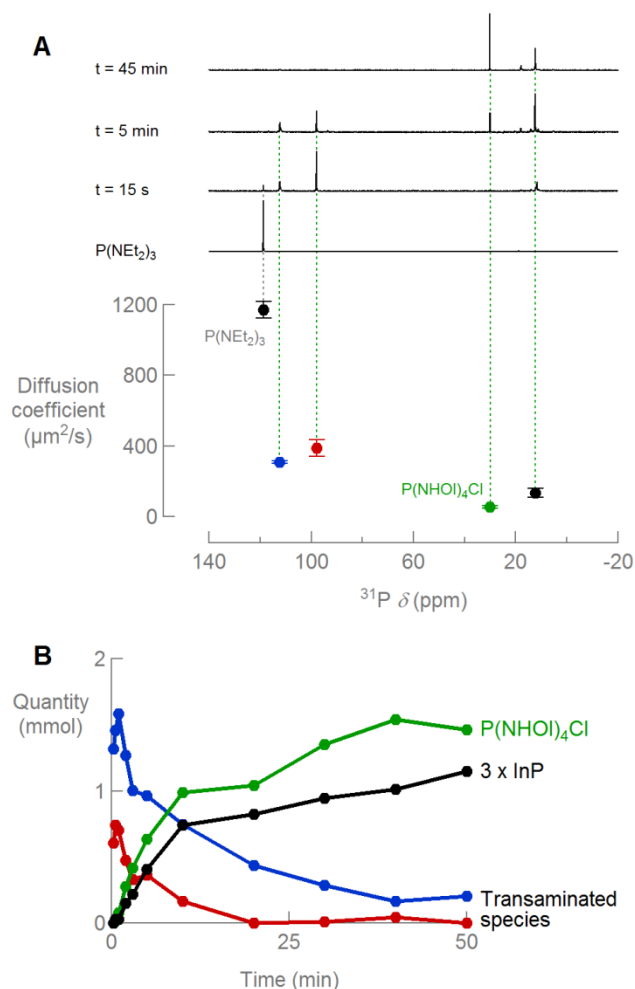 A
t = 45 min
t = 5 min
t = 15 s
P(NEt₂)₃
1200
P(NEt₂)₃
Diffusion
coefficient
(µm²/s)
800
400
P(NHOl)₄Cl
0
140
100
60
20
-20
³¹P δ (ppm)
B
2
Quantity
(mmol)
P(NHOl)₄Cl
3 x InP
1
Transaminated
species
0
0
25
50
Time (min)